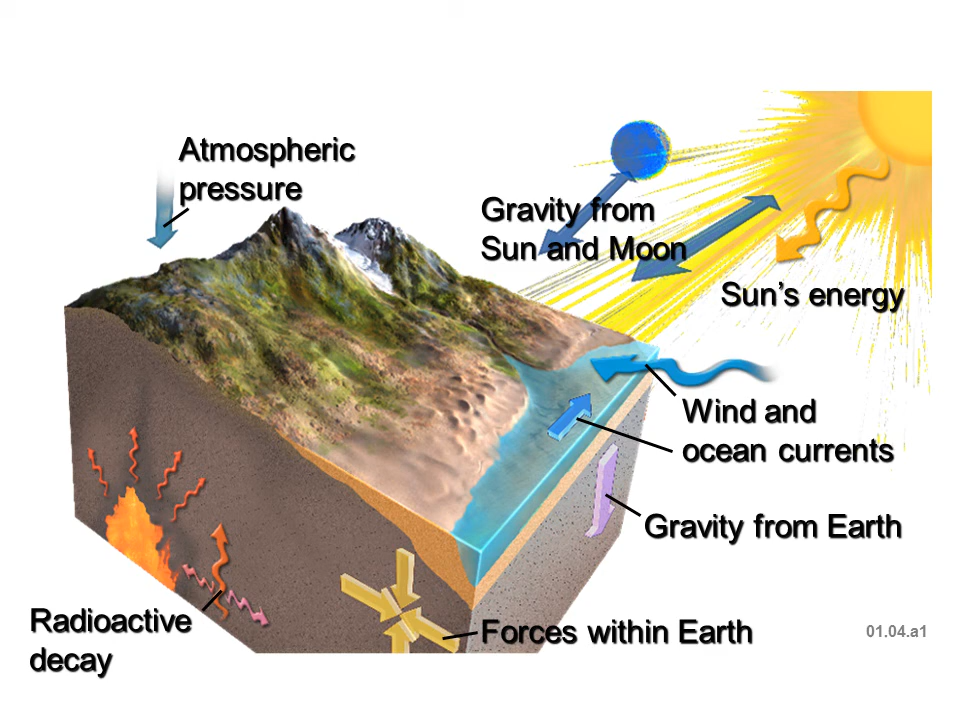 Atmospheric
pressure
Gravity from
Sun and Moon
Sun’s energy
Wind and
ocean currents
Gravity from Earth
Radioactive
decay
Forces within Earth
01.04.a1